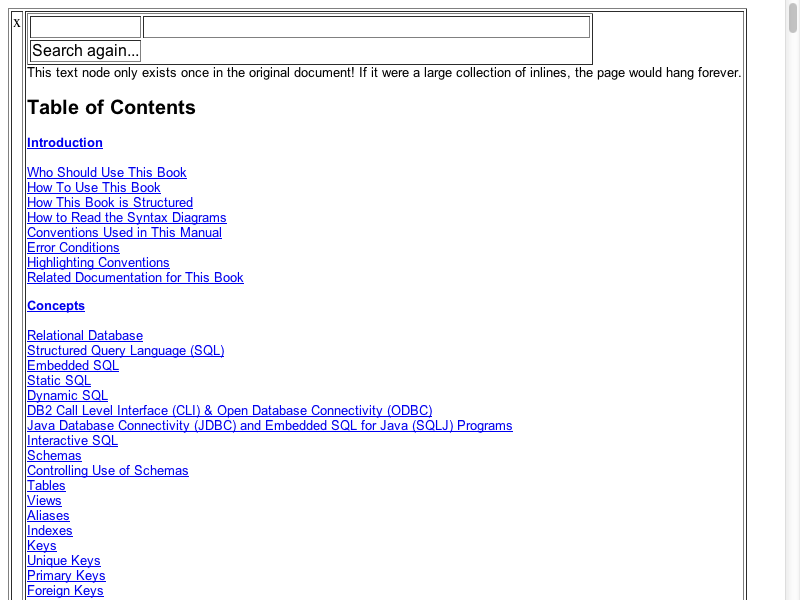 x
Search again...
This text node only exists once in the original document! If it were a large collection of inlines, the page would hang forever.
Table of Contents
Introduction
Who Should Use This Book
How To Use This Book
How This Book is Structured
How to Read the Syntax Diagrams
Conventions Used in This Manual
Error Conditions
Highlighting Conventions
Related Documentation for This Book
Concepts
Relational Database
Structured Query Language (SQL)
Embedded SQL
Static SQL
Dynamic SQL
DB2 Call Level Interface (CLI) & Open Database Connectivity (ODBC)
Java Database Connectivity (JDBC) and Embedded SQL for Java (SQLJ) Programs
Interactive SQL
Schemas
Controlling Use of Schemas
Tables
Views
Aliases
Indexes
Keys
Unique Keys
Primary Keys
Foreign Keys